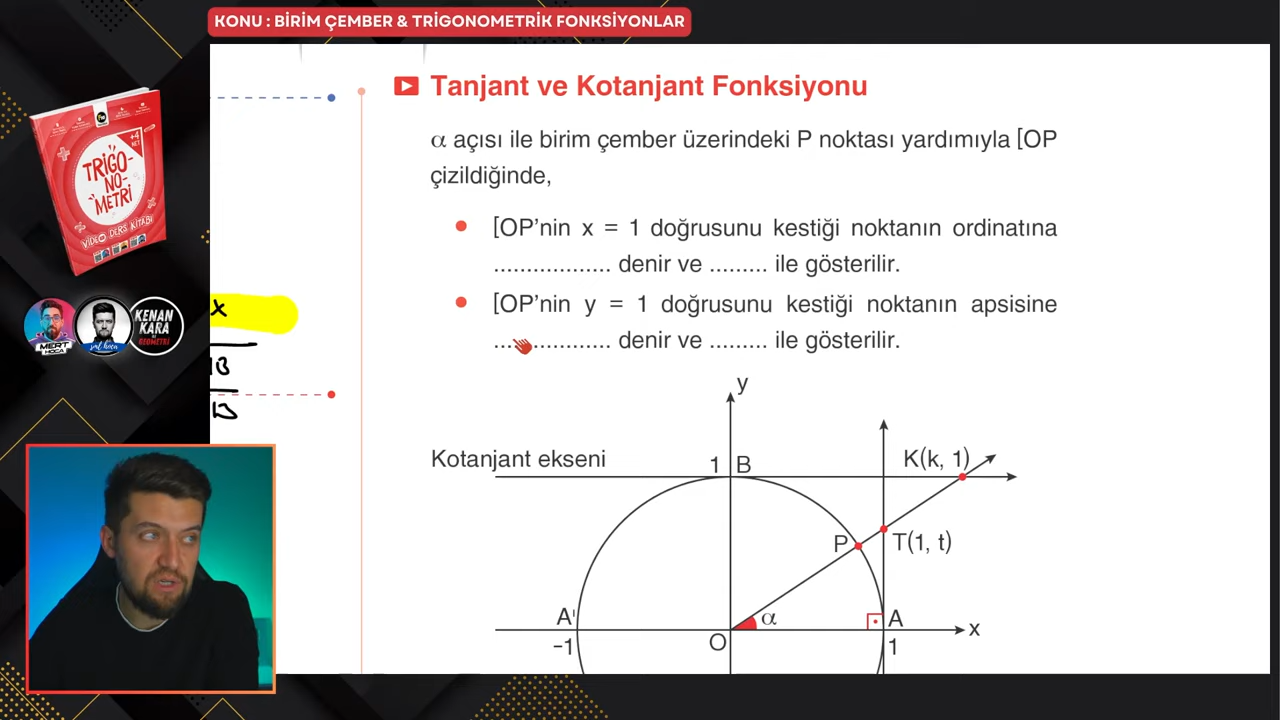 KONU : BİRİM ÇEMBER & TRİGONOMETRİK FONKSİYONLAR
Tanjant ve Kotanjant Fonksiyonu
α açısı ile birim çember üzerindeki P noktası yardımıyla [OP
çizildiğinde,
[OP'nin x = 1 doğrusunu kestiği noktanın ordinatına
.................. denir ve ......... ile gösterilir.
[OP'nin y = 1 doğrusunu kestiği noktanın apsisine
.................. denir ve ......... ile gösterilir.
y
Kotanjant ekseni
1 B
K(k, 1)
P
T(1, t)
A'
α
A
x
-1
O
1
TRİGO-
NO-
METRİ
VİDEO DERS KİTABI
+4 NET
MERT HOCA
KENAN
KARA
GEOMETRİ
x